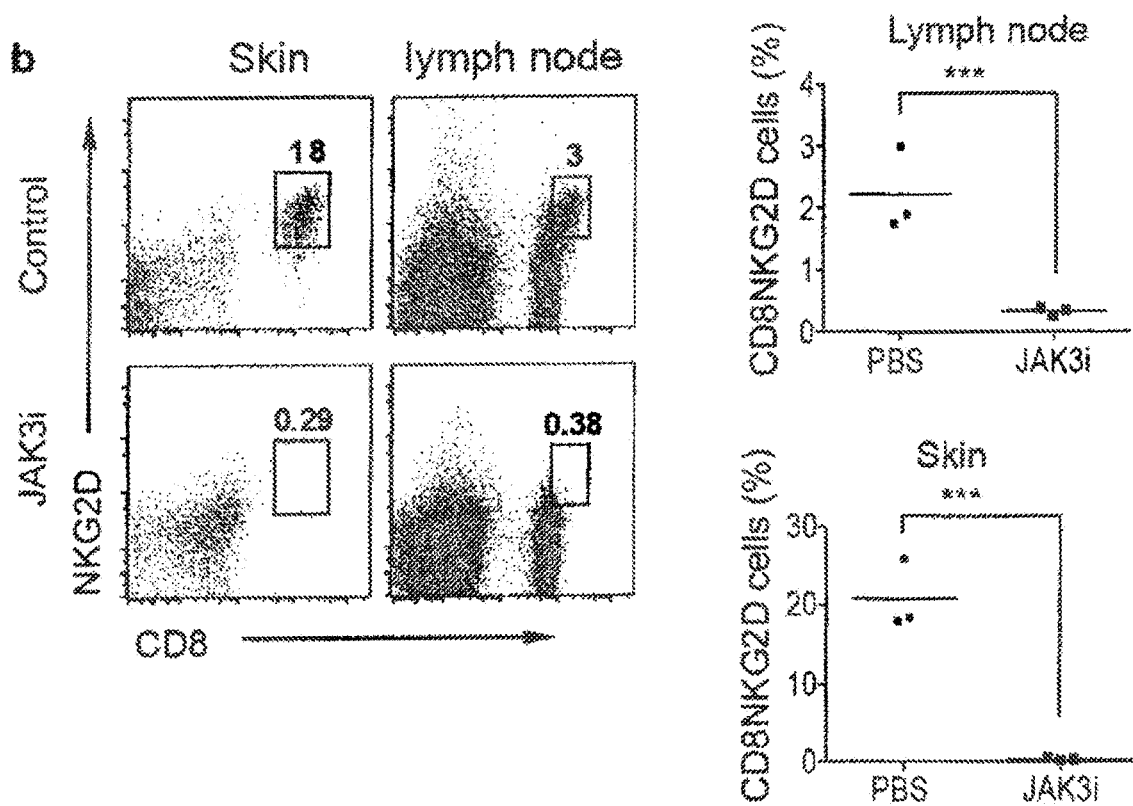 b
Skin
lymph node
Control
18
3
JAK3i
0.29
0.38
NKG2D
CD8
Lymph node
***
CD8NKG2D cells (%)
4
3
2
1
0
PBS
JAK3i
Skin
***
CD8NKG2D cells (%)
30
20
10
0
PBS
JAK3i